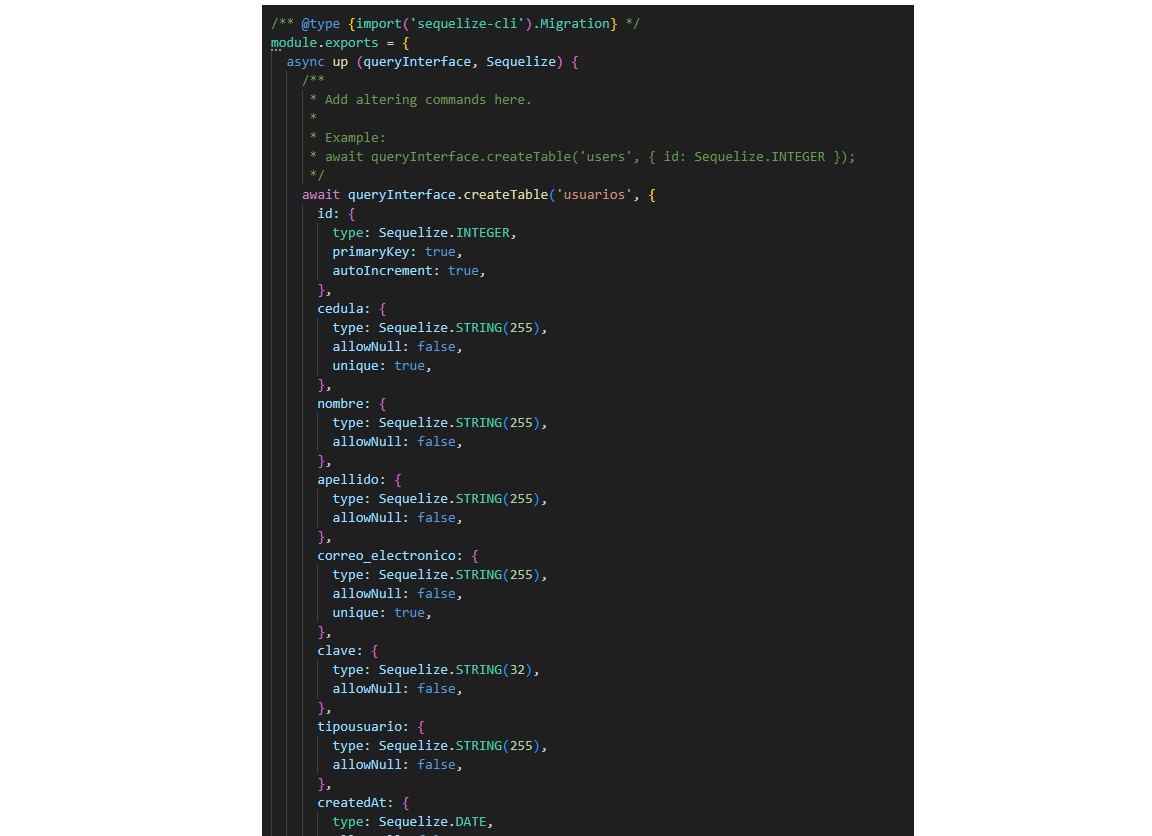 /** @type {import('sequelize-cli').Migration} */
module.exports = {
async up (queryInterface, Sequelize) {
/**
* Add altering commands here.
*
* Example:
* await queryInterface.createTable('users', { id: Sequelize.INTEGER });
*/
await queryInterface.createTable('usuarios', {
id: {
type: Sequelize.INTEGER,
primaryKey: true,
autoIncrement: true,
},
cedula: {
type: Sequelize.STRING(255),
allowNull: false,
unique: true,
},
nombre: {
type: Sequelize.STRING(255),
allowNull: false,
},
apellido: {
type: Sequelize.STRING(255),
allowNull: false,
},
correo_electronico: {
type: Sequelize.STRING(255),
allowNull: false,
unique: true,
},
clave: {
type: Sequelize.STRING(32),
allowNull: false,
},
tipousuario: {
type: Sequelize.STRING(255),
allowNull: false,
},
createdAt: {
type: Sequelize.DATE,